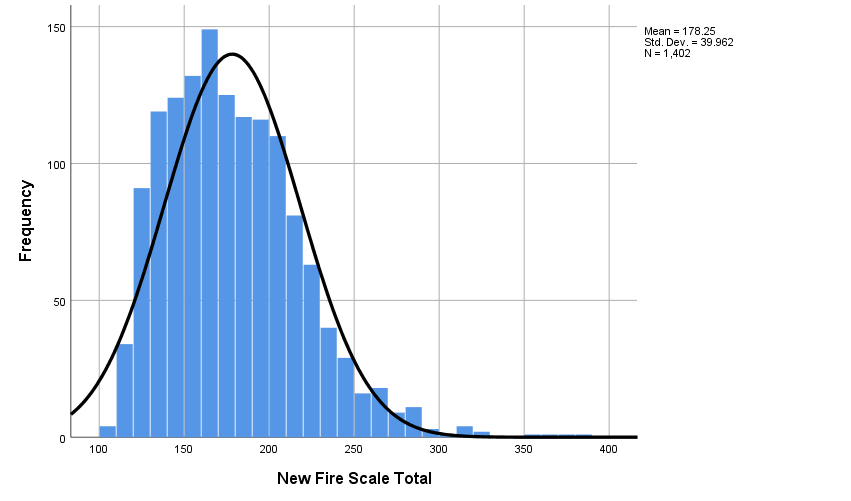 Mean = 178.25
Std. Dev. = 39.962
N = 1,402
Frequency
150
100
50
0
100 150 200 250 300 350 400
New Fire Scale Total